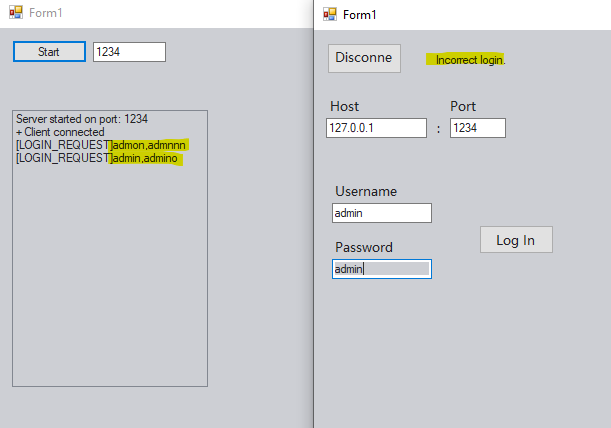 Form1
Start
1234
Server started on port: 1234
+ Client connected
[LOGIN_REQUEST]admon,admnnn
[LOGIN_REQUEST]admin,admino
Form1
Disconne
Incorrect login.
Host
Port
127.0.0.1
:
1234
Username
admin
Log In
Password
admin